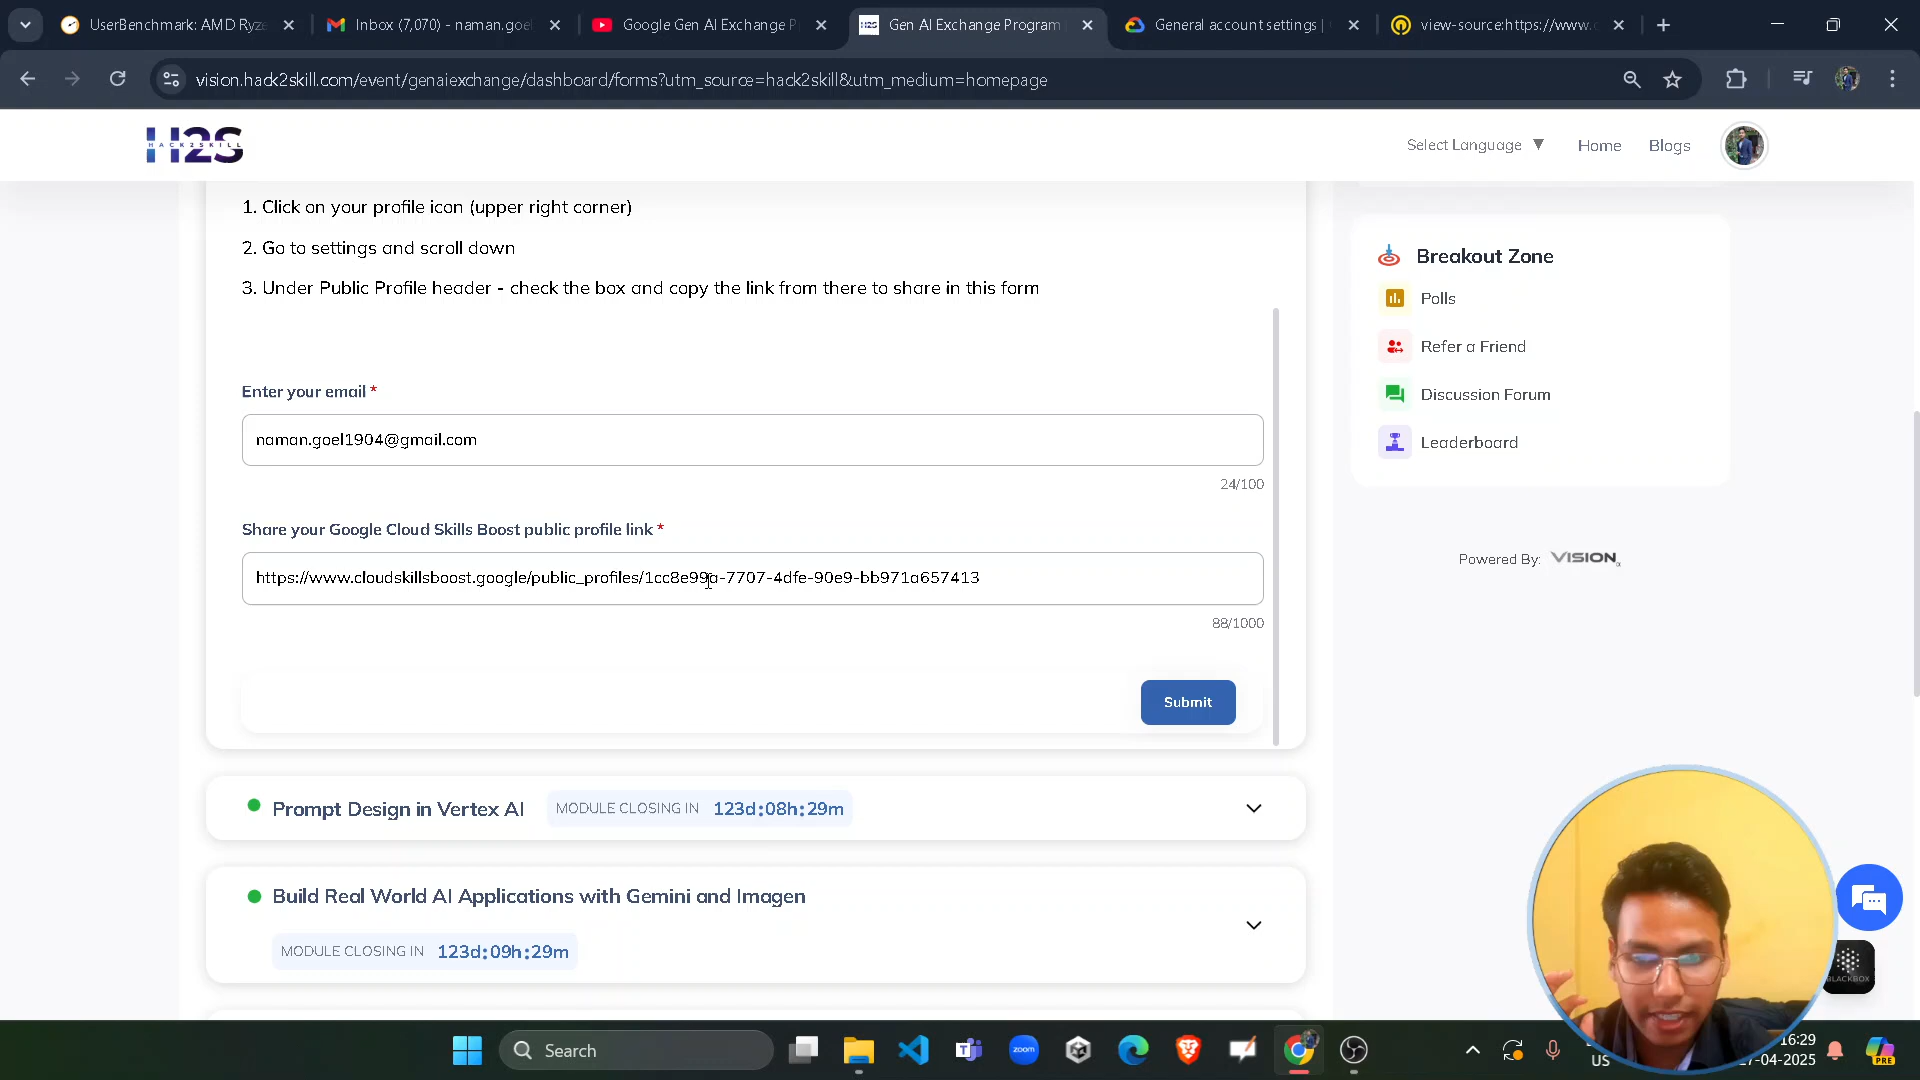 UserBenchmark: AMD Ryze
Inbox (7,070) - naman.goe
Google Gen AI Exchange P
Gen AI Exchange Program
General account settings |
view-source:https://www.
vision.hack2skill.com/event/genaiexchange/dashboard/forms?utm_source=hack2skill&utm_medium=homepage
H2S
HACK2SKILL
Select Language ▼
Home
Blogs
1. Click on your profile icon (upper right corner)
2. Go to settings and scroll down
3. Under Public Profile header - check the box and copy the link from there to share in this form
Enter your email *
naman.goel1904@gmail.com
24/100
Share your Google Cloud Skills Boost public profile link *
https://www.cloudskillsboost.google/public_profiles/1cc8e99a-7707-4dfe-90e9-bb971a657413
88/1000
Submit
Prompt Design in Vertex AI
MODULE CLOSING IN 123d:08h:29m
Build Real World AI Applications with Gemini and Imagen
MODULE CLOSING IN 123d:09h:29m
Breakout Zone
Polls
Refer a Friend
Discussion Forum
Leaderboard
Powered By: VISION
BLACKBOX
Search
zoom
US
16:29
-04-2025
PRE